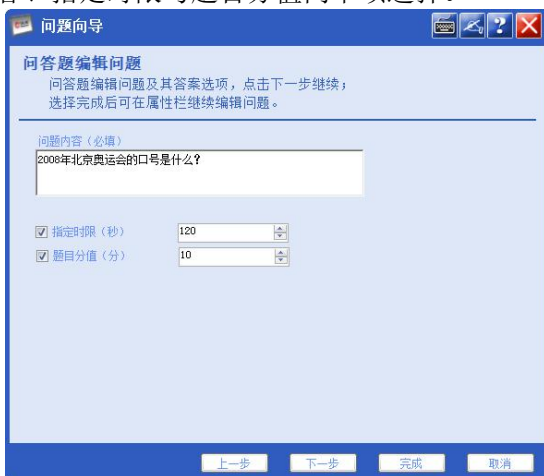 问题向导
问答题编辑问题
问答题编辑问题及其答案选项，点击下一步继续；
选择完成后可在属性栏继续编辑问题。
问题内容（必填）
2008年北京奥运会的口号是什么？
指定时限（秒） 120
题目分值（分） 10
上一步 下一步 完成 取消